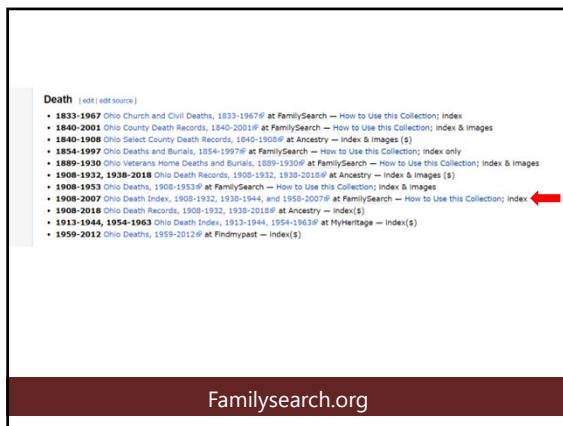 Death [ edit | edit source ]
• 1833-1967 Ohio Church and Civil Deaths, 1833-1967 at FamilySearch — How to Use this Collection; index
• 1840-2001 Ohio County Death Records, 1840-2001 at FamilySearch — How to Use this Collection; index & images
• 1840-1908 Ohio Select County Death Records, 1840-1908 at Ancestry — index & images ($)
• 1854-1997 Ohio Deaths and Burials, 1854-1997 at FamilySearch — How to Use this Collection; index only
• 1889-1930 Ohio Veterans Home Deaths and Burials, 1889-1930 at FamilySearch — How to Use this Collection; index & images
• 1908-1932, 1938-2018 Ohio Death Records, 1908-1932, 1938-2018 at Ancestry — index & images ($)
• 1908-1953 Ohio Deaths, 1908-1953 at FamilySearch — How to Use this Collection; index & images
• 1908-2007 Ohio Death Index, 1908-1932, 1938-1944, and 1958-2007 at FamilySearch — How to Use this Collection; index
• 1908-2018 Ohio Death Records, 1908-1932, 1938-2018 at Ancestry — index($)
• 1913-1944, 1954-1963 Ohio Death Index, 1913-1944, 1954-1963 at MyHeritage — index($)
• 1959-2012 Ohio Deaths, 1959-2012 at Findmypast — index($)
Familysearch.org